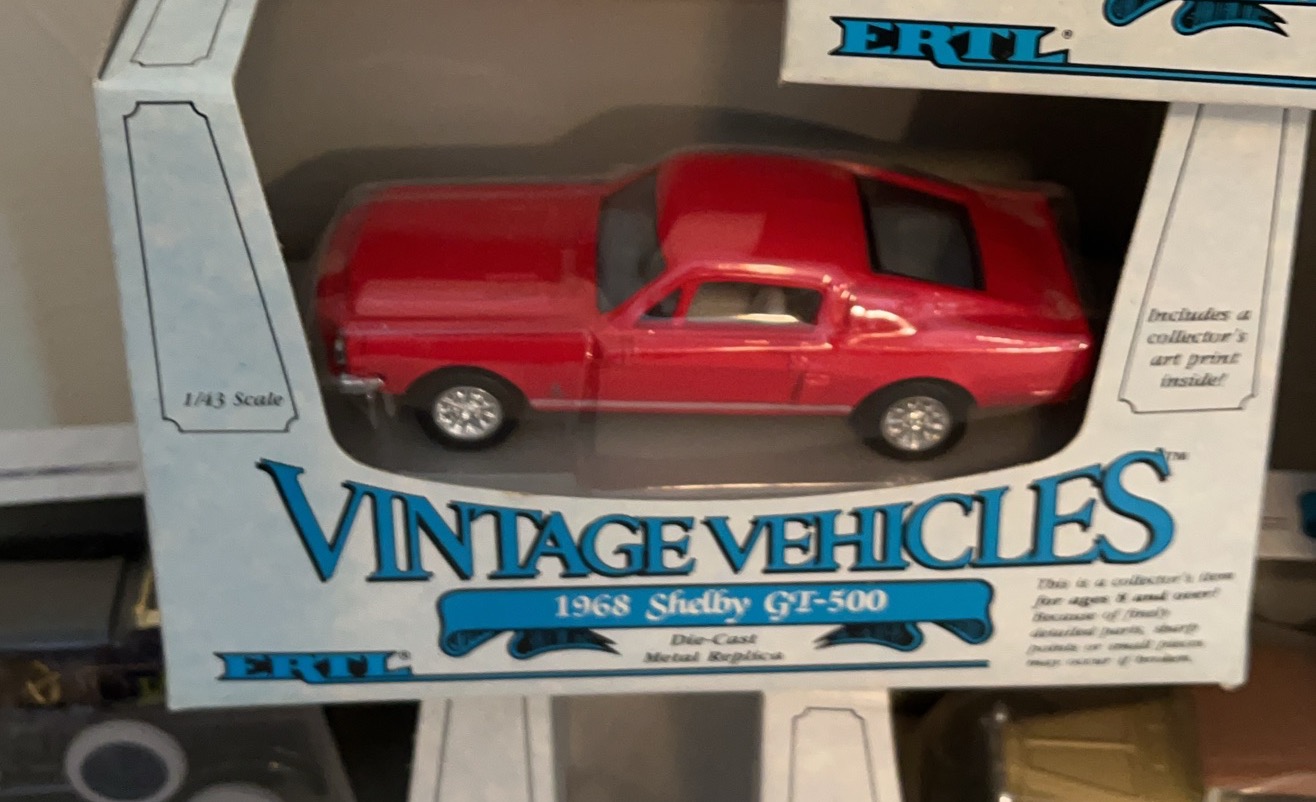 ERTL®
1/43 Scale
Includes a
collector's
art print
inside!
VINTAGE VEHICLES™
1968 Shelby GT-500
Die-Cast
Metal Replica
ERTL®
This is a collector's item
for ages 8 and over!
Because of finely
detailed parts, sharp
points or small pieces
may occur if broken.